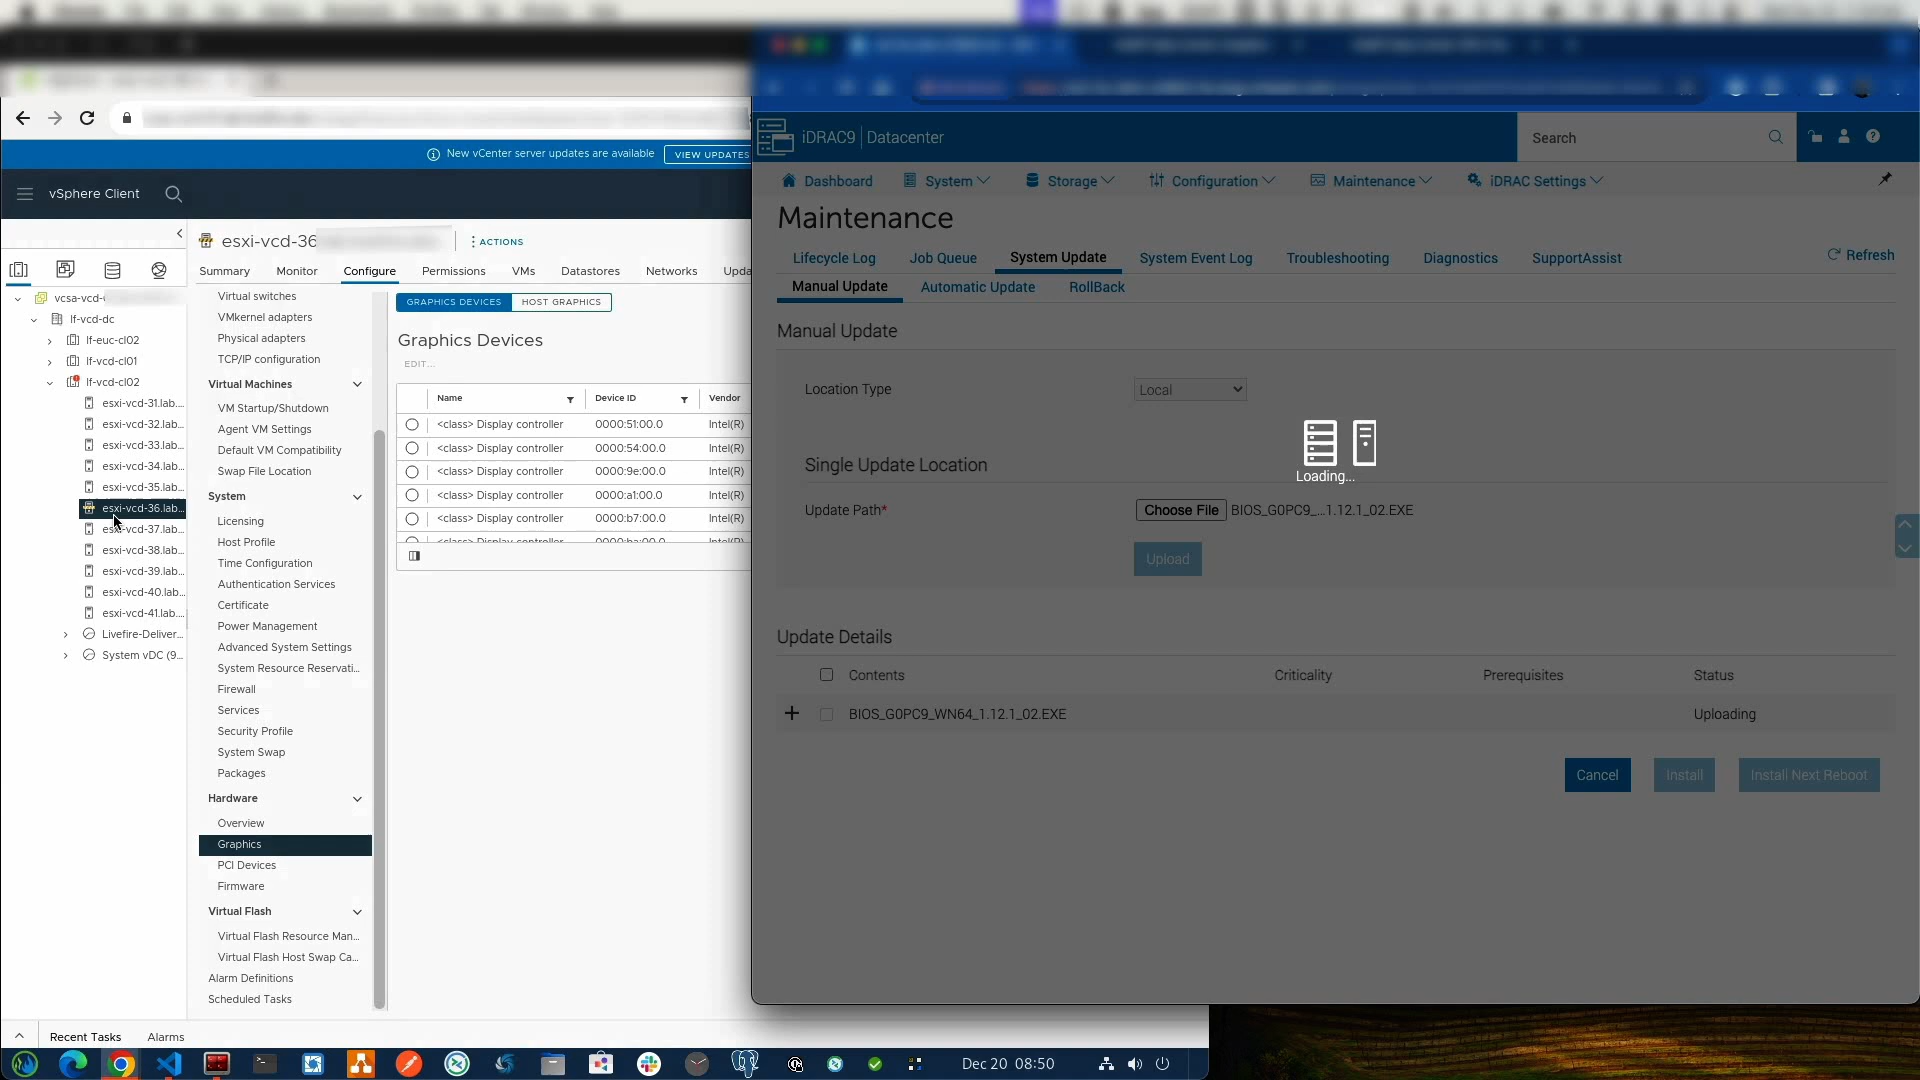 New vCenter server updates are available
VIEW UPDATES
vSphere Client
esxi-vcd-36
ACTIONS
Summary
Monitor
Configure
Permissions
VMs
Datastores
Networks
Upda
vcsa-vcd-
lf-vcd-dc
lf-euc-cl02
lf-vcd-cl01
lf-vcd-cl02
esxi-vcd-31.lab....
esxi-vcd-32.lab...
esxi-vcd-33.lab...
esxi-vcd-34.lab...
esxi-vcd-35.lab...
esxi-vcd-36.lab...
esxi-vcd-37.lab...
esxi-vcd-38.lab...
esxi-vcd-39.lab...
esxi-vcd-40.lab...
esxi-vcd-41.lab....
Livefire-Deliver...
System vDC (9...
Virtual switches
VMkernel adapters
Physical adapters
TCP/IP configuration
Virtual Machines
VM Startup/Shutdown
Agent VM Settings
Default VM Compatibility
Swap File Location
System
Licensing
Host Profile
Time Configuration
Authentication Services
Certificate
Power Management
Advanced System Settings
System Resource Reservati...
Firewall
Services
Security Profile
System Swap
Packages
Hardware
Overview
Graphics
PCI Devices
Firmware
Virtual Flash
Virtual Flash Resource Man...
Virtual Flash Host Swap Ca...
Alarm Definitions
Scheduled Tasks
GRAPHICS DEVICES
HOST GRAPHICS
Graphics Devices
EDIT...
Name Device ID Vendor
<class> Display controller 0000:51:00.0 Intel(R)
<class> Display controller 0000:54:00.0 Intel(R)
<class> Display controller 0000:9e:00.0 Intel(R)
<class> Display controller 0000:a1:00.0 Intel(R)
<class> Display controller 0000:b7:00.0 Intel(R)
<class> Display controller 0000:ba:00.0 Intel(R)
Recent Tasks
Alarms
Dec 20 08:50
iDRAC9 | Datacenter
Search
Dashboard
System
Storage
Configuration
Maintenance
iDRAC Settings
Maintenance
Lifecycle Log
Job Queue
System Update
System Event Log
Troubleshooting
Diagnostics
SupportAssist
Refresh
Manual Update
Automatic Update
RollBack
Manual Update
Location Type
Local
Loading...
Single Update Location
Update Path*
Choose File BIOS_G0PC9_...1.12.1_02.EXE
Upload
Update Details
Contents Criticality Prerequisites Status
BIOS_G0PC9_WN64_1.12.1_02.EXE Uploading
Cancel
Install
Install Next Reboot